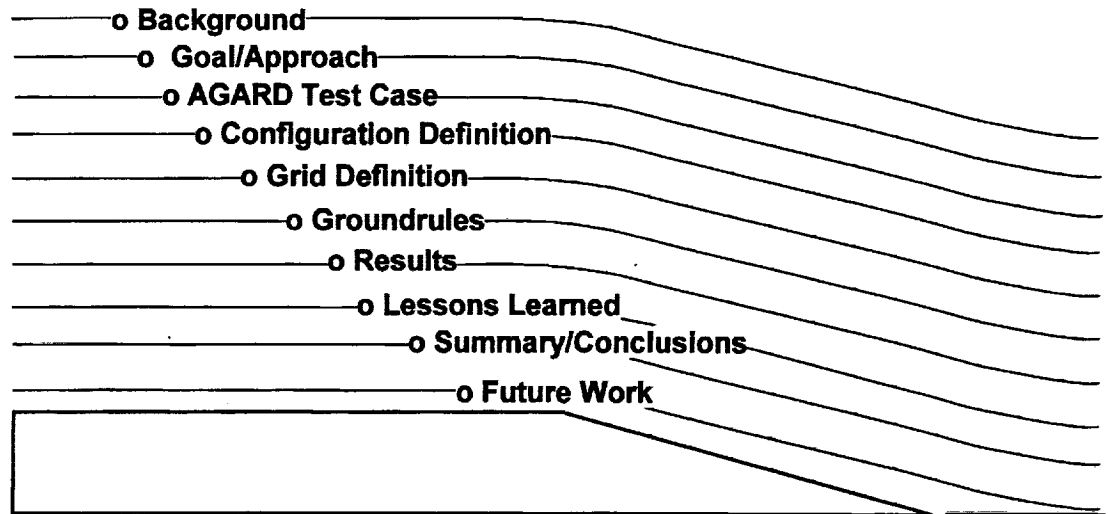 o Background
o Goal/Approach
o AGARD Test Case
o Configuration Definition
o Grid Definition
o Groundrules
o Results
o Lessons Learned
o Summary/Conclusions
o Future Work